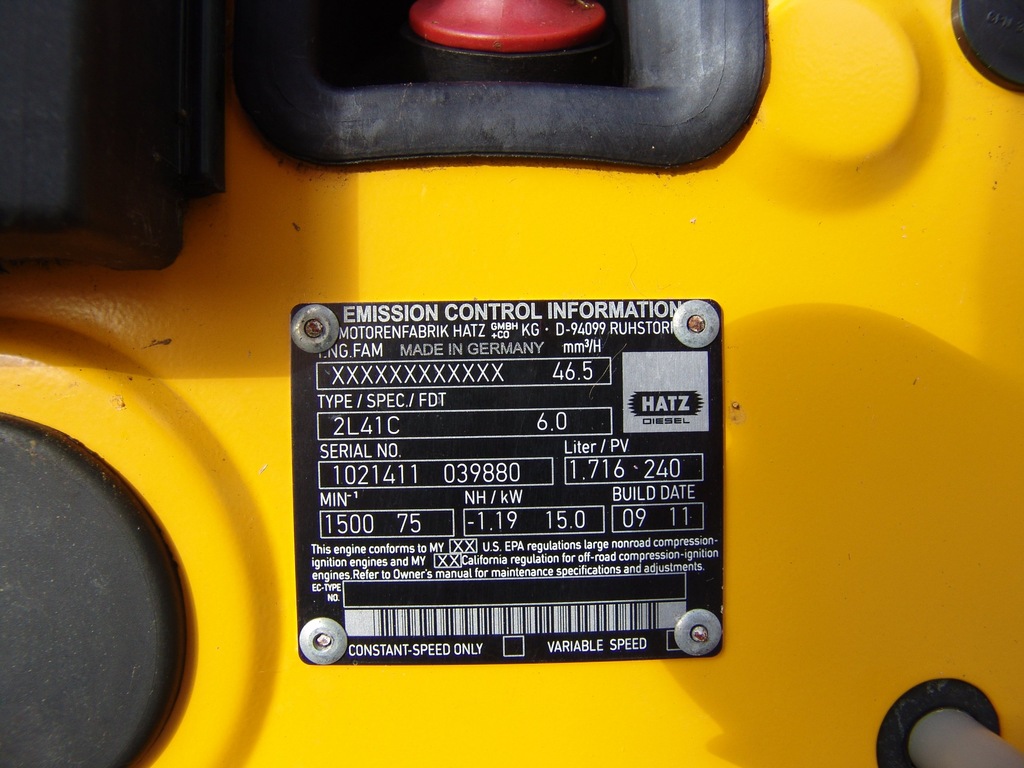 EMISSION CONTROL INFORMATION
MOTORENFABRIK HATZ GMBH +CO KG · D-94099 RUHSTORF
ENG.FAM MADE IN GERMANY mm³/H
XXXXXXXXXXXX 46.5
TYPE / SPEC./ FDT
2L41C 6.0
HATZ
DIESEL
SERIAL NO. Liter / PV
1021411 039880 1.716 240
MIN⁻¹ NH / kW BUILD DATE
1500 75 -1.19 15.0 09 11
This engine conforms to MY XX U.S. EPA regulations large nonroad compression-
ignition engines and MY XX California regulation for off-road compression-ignition
engines.Refer to Owner's manual for maintenance specifications and adjustments.
EC-TYPE
NO.
CONSTANT-SPEED ONLY VARIABLE SPEED